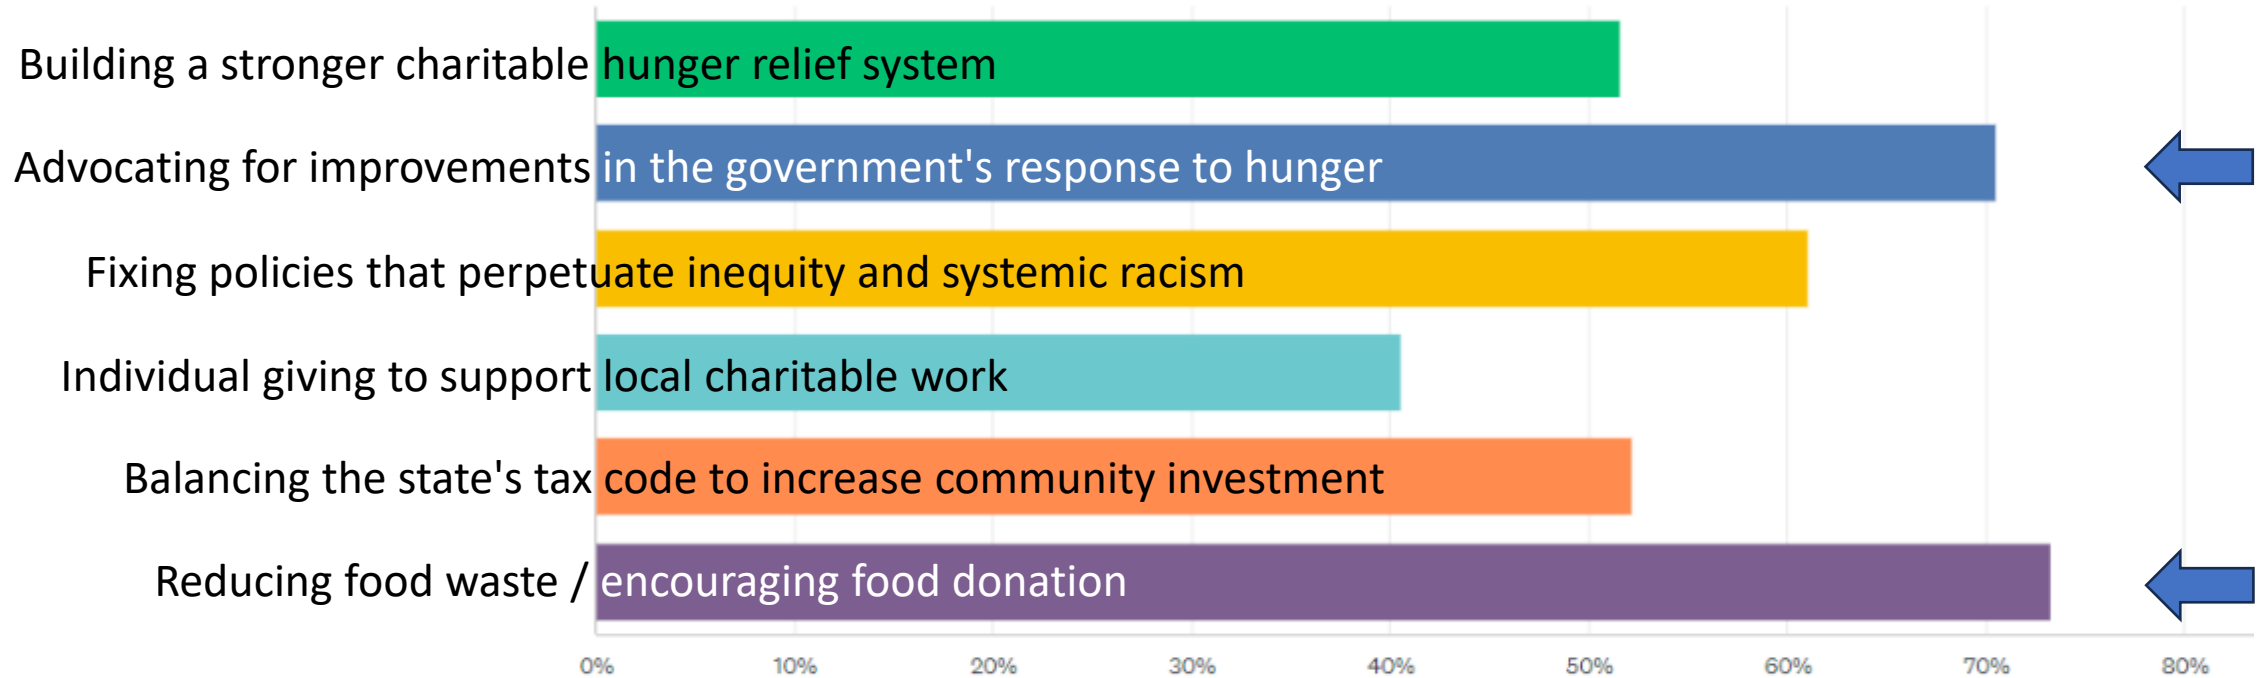 Building a stronger charitable hunger relief system
Advocating for improvements in the government's response to hunger
Fixing policies that perpetuate inequity and systemic racism
Individual giving to support local charitable work
Balancing the state's tax code to increase community investment
Reducing food waste / encouraging food donation
0% 10% 20% 30% 40% 50% 60% 70% 80%